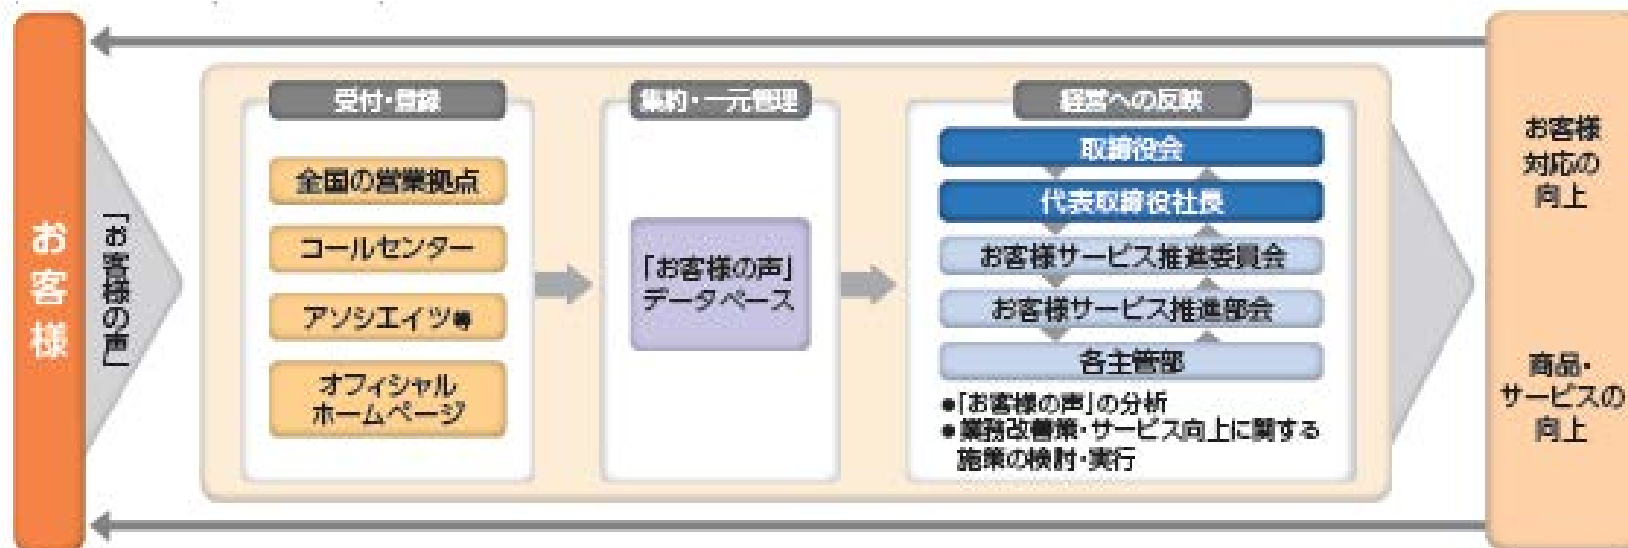 お客様
「お客様の声」
受付・登録
全国の営業拠点
コールセンター
アソシエイツ等
オフィシャル
ホームページ
集約・一元管理
「お客様の声」
データベース
経営への反映
取締役会
代表取締役社長
お客様サービス推進委員会
お客様サービス推進部会
各主管部
●「お客様の声」の分析
●業務改善策・サービス向上に関する
施策の検討・実行
お客様
対応の
向上
商品・
サービスの
向上